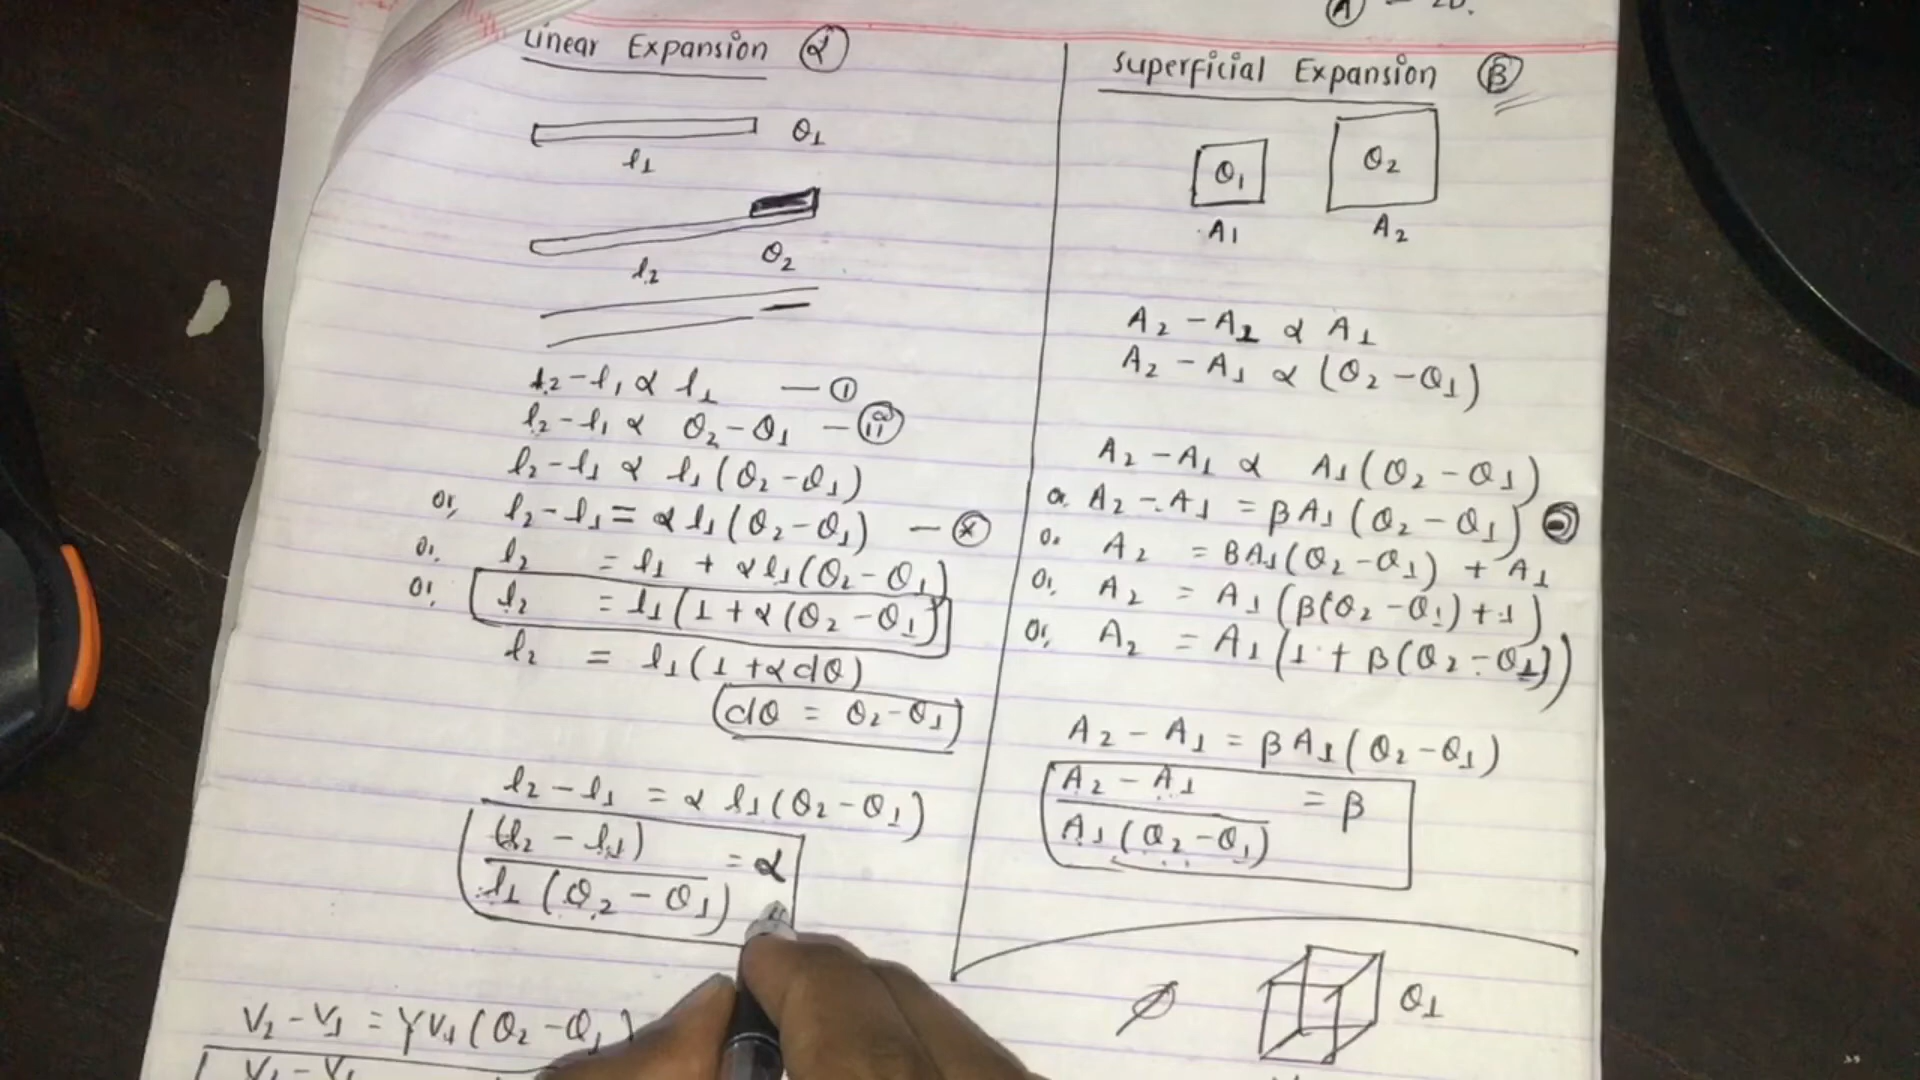 (A) - 2D.
Linear Expansion (α)
θ1
l1
θ2
l2
l2 - l1 α l1 — (i)
l2 - l1 α θ2 - θ1 — (ii)
l2 - l1 α l1 (θ2 - θ1)
or, l2 - l1 = α l1 (θ2 - θ1) — (*)
or, l2 = l1 + α l1 (θ2 - θ1)
or, l2 = l1 (1 + α (θ2 - θ1)
l2 = l1 (1 + α dθ)
dθ = θ2 - θ1
l2 - l1 = α l1 (θ2 - θ1)
(l2 - l1)
l1 (θ2 - θ1) = α
V2 - V1 = γ V1 (θ2 - θ1)
V2 - V1
Superficial Expansion (β)
θ1 θ2
A1 A2
A2 - A1 α A1
A2 - A1 α (θ2 - θ1)
A2 - A1 α A1 (θ2 - θ1)
or A2 - A1 = β A1 (θ2 - θ1)
or A2 = β A1 (θ2 - θ1) + A1
or, A2 = A1 (β (θ2 - θ1) + 1)
or, A2 = A1 (1 + β (θ2 - θ1))
A2 - A1 = β A1 (θ2 - θ1)
A2 - A1
A1 (θ2 - θ1) = β
θ1